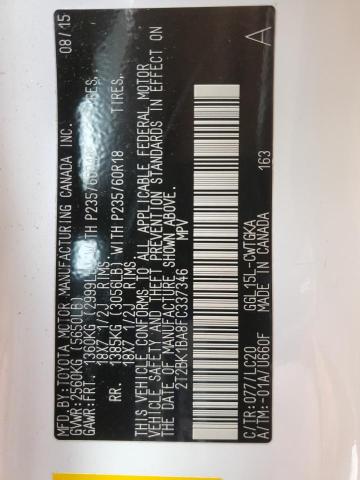 MFD.BY:TOYOTA MOTOR MANUFACTURING CANADA INC. 08/15
GVWR:2560KG (5650LB)
GAWR:FRT. 1360KG (2999LB) WITH P235/60R18 TIRES,
18X7 1/2J RIMS
RR. 1385KG (3056LB) WITH P235/60R18 TIRES,
18X7 1/2J RIMS
THIS VEHICLE CONFORMS TO ALL APPLICABLE FEDERAL MOTOR
VEHICLE SAFETY AND THEFT PREVENTION STANDARDS IN EFFECT ON
THE DATE OF MANUFACTURE SHOWN ABOVE.
2T2BK1BA8FC337346 MPV
C/TR:077/LC20 GGL15L-CWTGKA 163 A
A/TM:-01A/U660F MADE IN CANADA